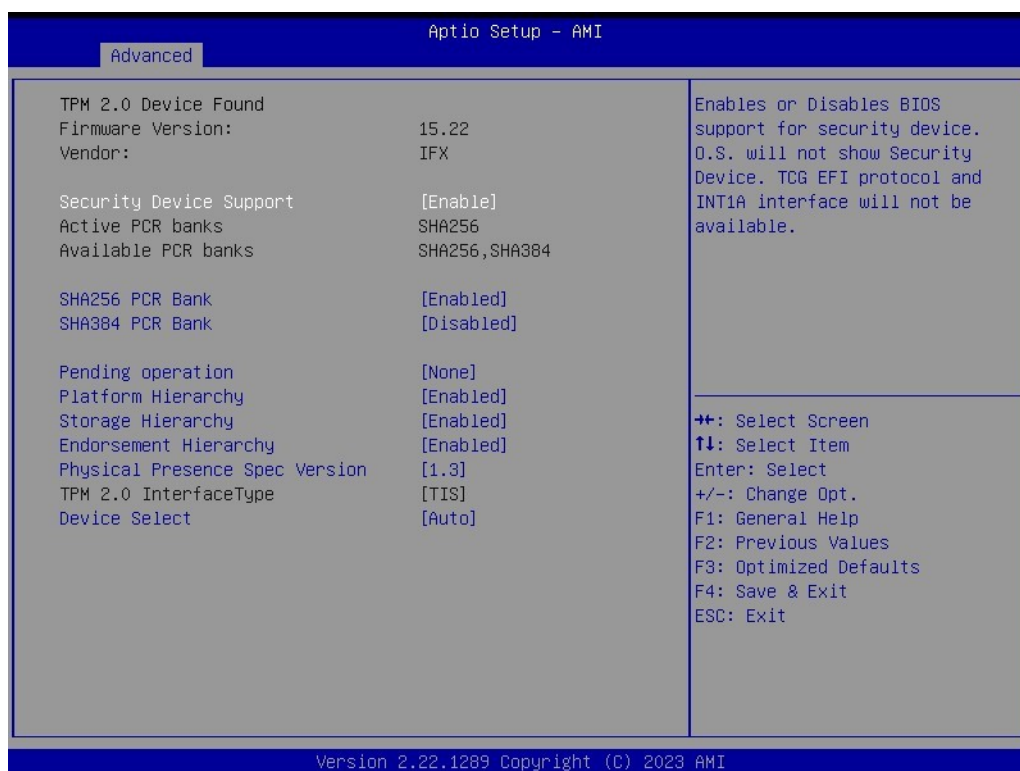 Aptio Setup - AMI
Advanced
TPM 2.0 Device Found
Firmware Version: 15.22
Vendor: IFX
Security Device Support [Enable]
Active PCR banks SHA256
Available PCR banks SHA256,SHA384
SHA256 PCR Bank [Enabled]
SHA384 PCR Bank [Disabled]
Pending operation [None]
Platform Hierarchy [Enabled]
Storage Hierarchy [Enabled]
Endorsement Hierarchy [Enabled]
Physical Presence Spec Version [1.3]
TPM 2.0 InterfaceType [TIS]
Device Select [Auto]
Enables or Disables BIOS
support for security device.
O.S. will not show Security
Device. TCG EFI protocol and
INT1A interface will not be
available.
→←: Select Screen
↑↓: Select Item
Enter: Select
+/-: Change Opt.
F1: General Help
F2: Previous Values
F3: Optimized Defaults
F4: Save & Exit
ESC: Exit
Version 2.22.1289 Copyright (C) 2023 AMI